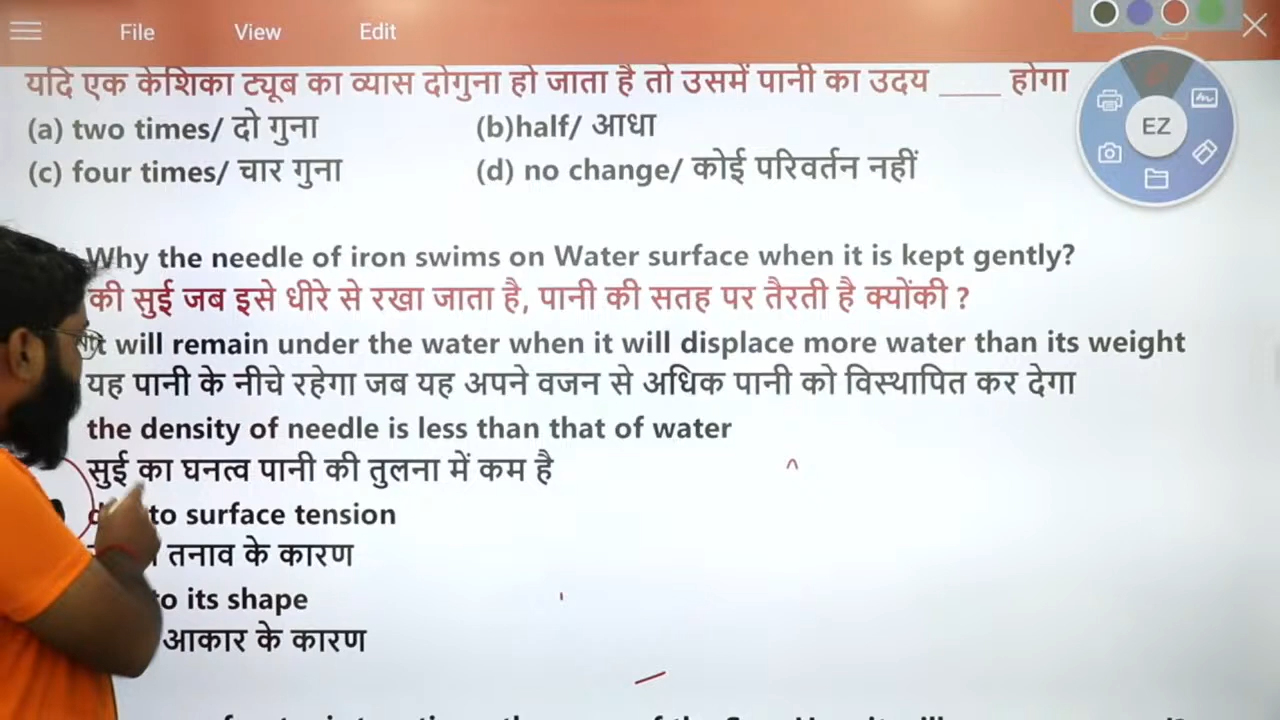 File View Edit
यदि एक केशिका ट्यूब का व्यास दोगुना हो जाता है तो उसमें पानी का उदय ____ होगा
(a) two times/ दो गुना (b)half/ आधा
(c) four times/ चार गुना (d) no change/ कोई परिवर्तन नहीं
EZ
Why the needle of iron swims on Water surface when it is kept gently?
की सुई जब इसे धीरे से रखा जाता है, पानी की सतह पर तैरती है क्योंकी ?
will remain under the water when it will displace more water than its weight
यह पानी के नीचे रहेगा जब यह अपने वजन से अधिक पानी को विस्थापित कर देगा
the density of needle is less than that of water
सुई का घनत्व पानी की तुलना में कम है
to surface tension
तनाव के कारण
to its shape
आकार के कारण